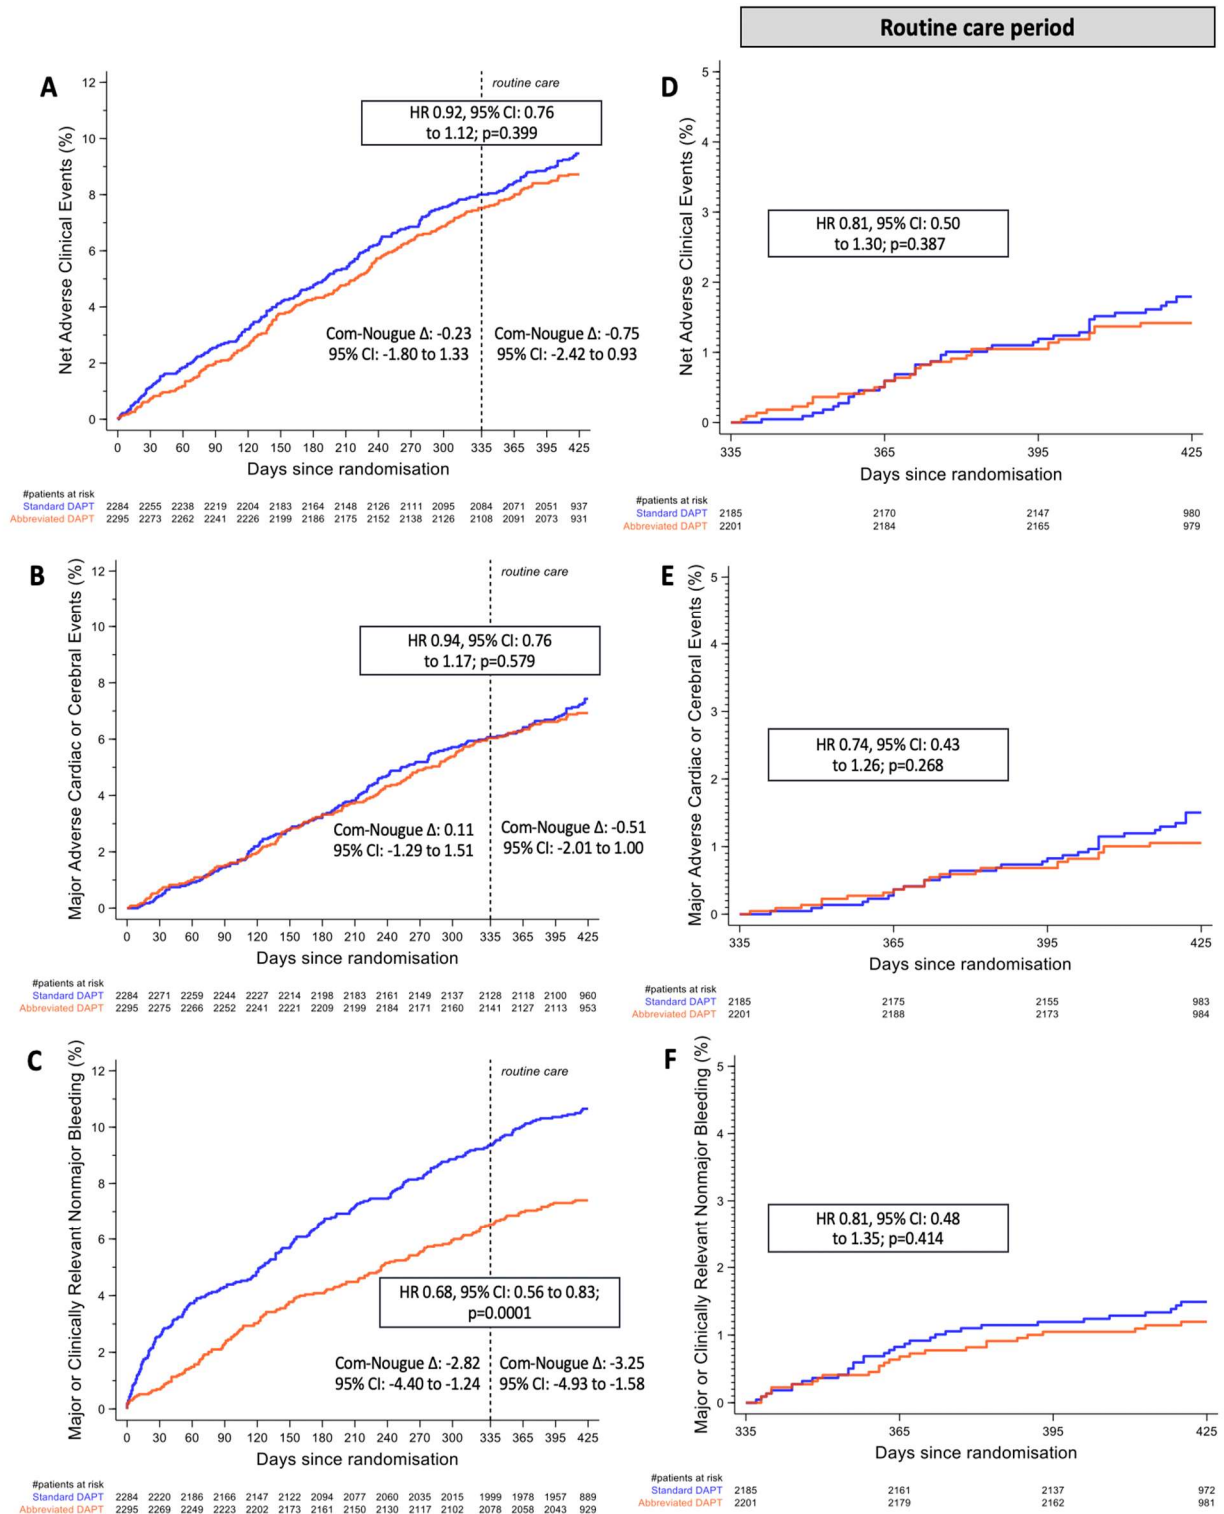 Routine care period
A
Net Adverse Clinical Events (%)
12
10
8
6
4
2
0
routine care
HR 0.92, 95% CI: 0.76
to 1.12; p=0.399
Com-Nougue Δ: -0.23
95% CI: -1.80 to 1.33
Com-Nougue Δ: -0.75
95% CI: -2.42 to 0.93
0 30 60 90 120 150 180 210 240 270 300 335 365 395 425
Days since randomisation
#patients at risk
Standard DAPT 2284 2255 2238 2219 2204 2183 2164 2148 2126 2111 2095 2084 2071 2051 937
Abbreviated DAPT 2295 2273 2262 2241 2226 2199 2186 2175 2152 2138 2126 2108 2091 2073 931
D
Net Adverse Clinical Events (%)
5
4
3
2
1
0
HR 0.81, 95% CI: 0.50
to 1.30; p=0.387
335 365 395 425
Days since randomisation
#patients at risk
Standard DAPT 2185 2170 2147 980
Abbreviated DAPT 2201 2184 2165 979
B
Major Adverse Cardiac or Cerebral Events (%)
12
10
8
6
4
2
0
routine care
HR 0.94, 95% CI: 0.76
to 1.17; p=0.579
Com-Nougue Δ: 0.11
95% CI: -1.29 to 1.51
Com-Nougue Δ: -0.51
95% CI: -2.01 to 1.00
0 30 60 90 120 150 180 210 240 270 300 335 365 395 425
Days since randomisation
#patients at risk
Standard DAPT 2284 2271 2259 2244 2227 2214 2198 2183 2161 2149 2137 2128 2118 2100 960
Abbreviated DAPT 2295 2275 2266 2252 2241 2221 2209 2199 2184 2171 2160 2141 2127 2113 953
E
Major Adverse Cardiac or Cerebral Events (%)
5
4
3
2
1
0
HR 0.74, 95% CI: 0.43
to 1.26; p=0.268
335 365 395 425
Days since randomisation
#patients at risk
Standard DAPT 2185 2175 2155 983
Abbreviated DAPT 2201 2188 2173 984
C
Major or Clinically Relevant Nonmajor Bleeding (%)
12
10
8
6
4
2
0
routine care
HR 0.68, 95% CI: 0.56 to 0.83;
p=0.0001
Com-Nougue Δ: -2.82
95% CI: -4.40 to -1.24
Com-Nougue Δ: -3.25
95% CI: -4.93 to -1.58
0 30 60 90 120 150 180 210 240 270 300 335 365 395 425
Days since randomisation
#patients at risk
Standard DAPT 2284 2220 2186 2166 2147 2122 2094 2077 2060 2035 2015 1999 1978 1957 889
Abbreviated DAPT 2295 2269 2249 2223 2202 2173 2161 2150 2130 2117 2102 2078 2058 2043 929
F
Major or Clinically Relevant Nonmajor Bleeding (%)
5
4
3
2
1
0
HR 0.81, 95% CI: 0.48
to 1.35; p=0.414
335 365 395 425
Days since randomisation
#patients at risk
Standard DAPT 2185 2161 2137 972
Abbreviated DAPT 2201 2179 2162 981